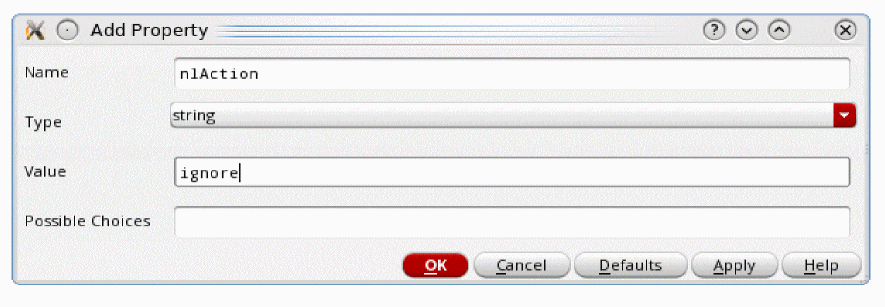 Add Property
Name nlAction
Type string
Value ignore
Possible Choices
OK Cancel Defaults Apply Help